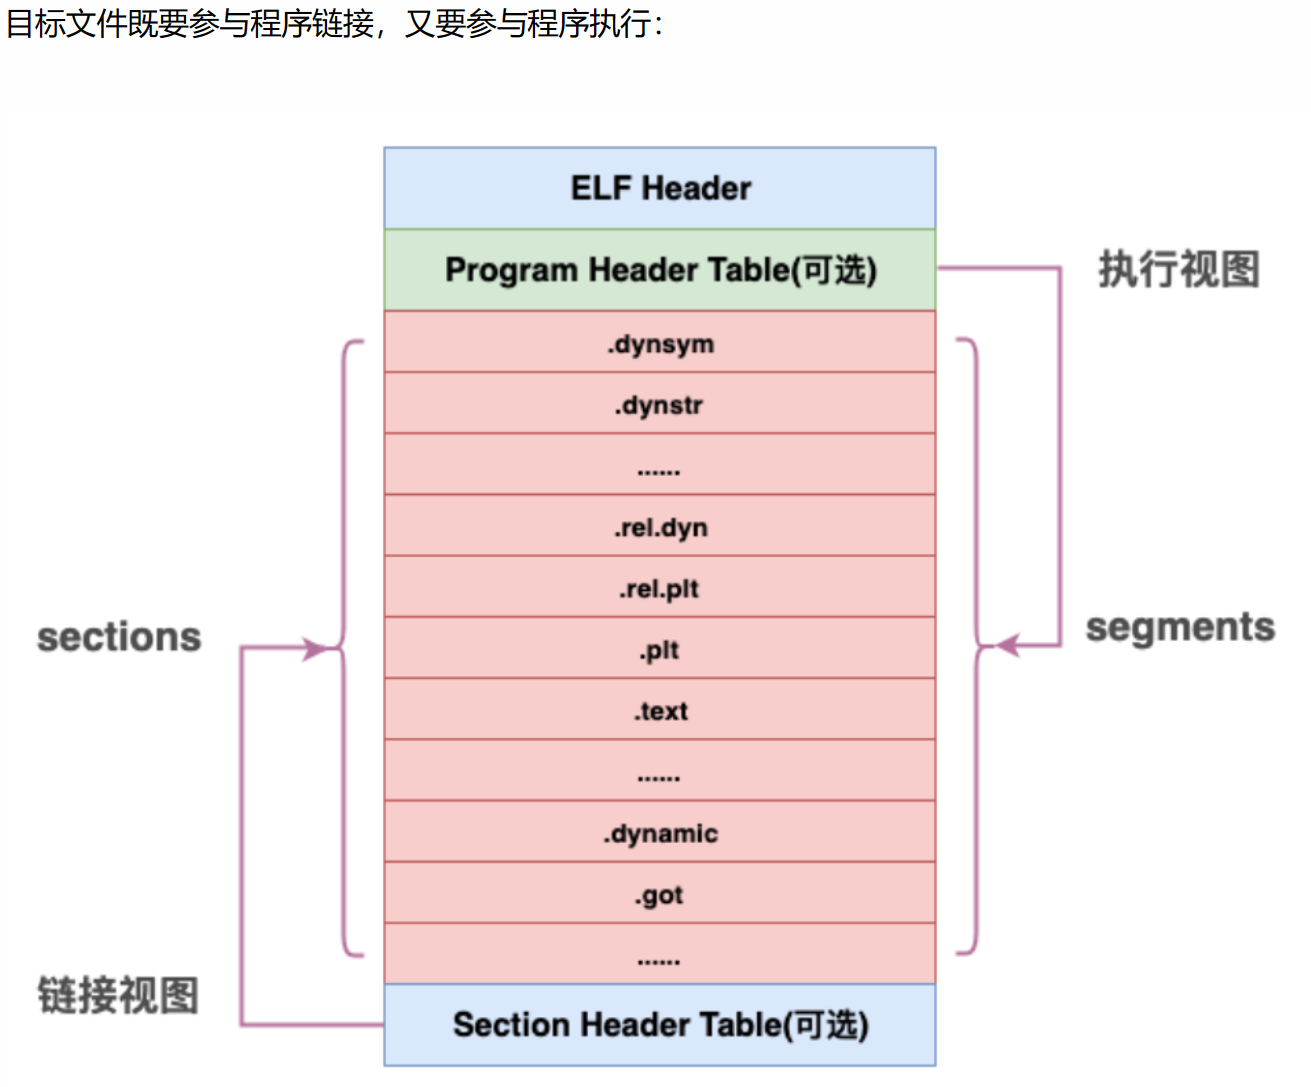 目标文件既要参与程序链接，又要参与程序执行：
ELF Header
Program Header Table(可选)
执行视图
.dynsym
.dynstr
......
.rel.dyn
.rel.plt
sections
segments
.plt
.text
......
.dynamic
.got
......
链接视图
Section Header Table(可选)